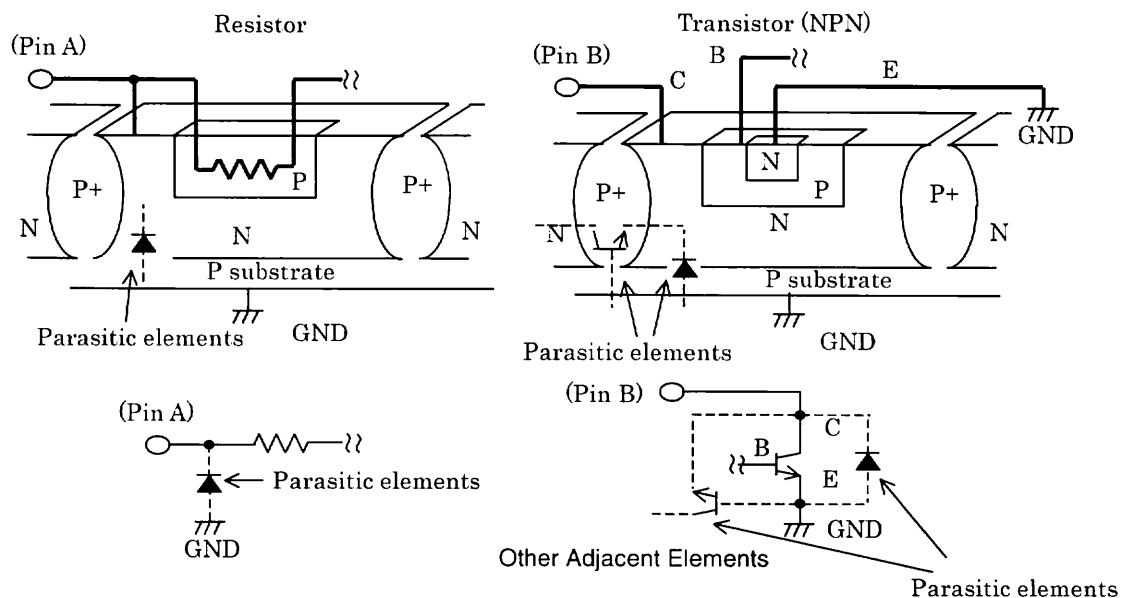 Resistor
(Pin A)
P+
N
P
N
P+
N
P substrate
Parasitic elements
GND
Transistor (NPN)
(Pin B)
C
B
E
GND
N
P+
P
N
P+
N
N
P substrate
Parasitic elements
GND
(Pin A)
Parasitic elements
GND
(Pin B)
C
B
E
GND
Other Adjacent Elements
Parasitic elements